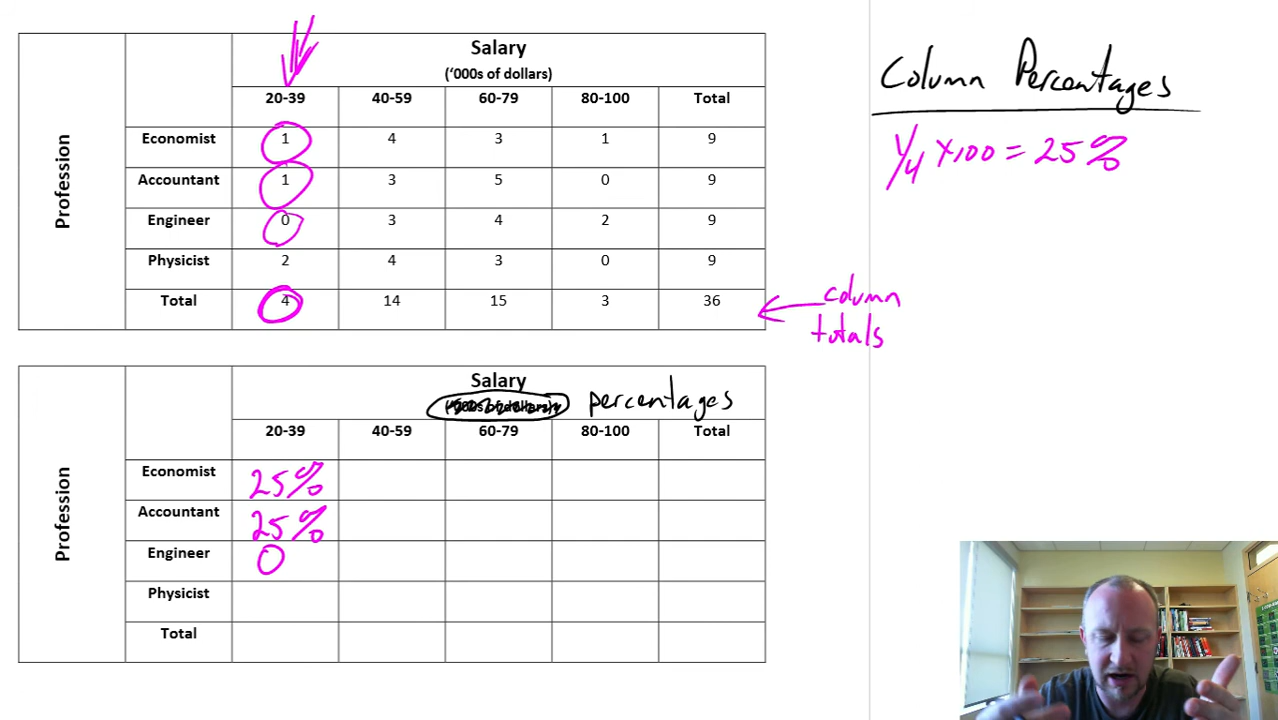 Salary
('000s of dollars)
20-39 40-59 60-79 80-100 Total
Profession
Economist 1 4 3 1 9
Accountant 1 3 5 0 9
Engineer 0 3 4 2 9
Physicist 2 4 3 0 9
Total 4 14 15 3 36
column
totals
Column Percentages
1/4 x100 = 25%
Salary
('000s of dollars) percentages
20-39 40-59 60-79 80-100 Total
Profession
Economist 25%
Accountant 25%
Engineer 0
Physicist
Total